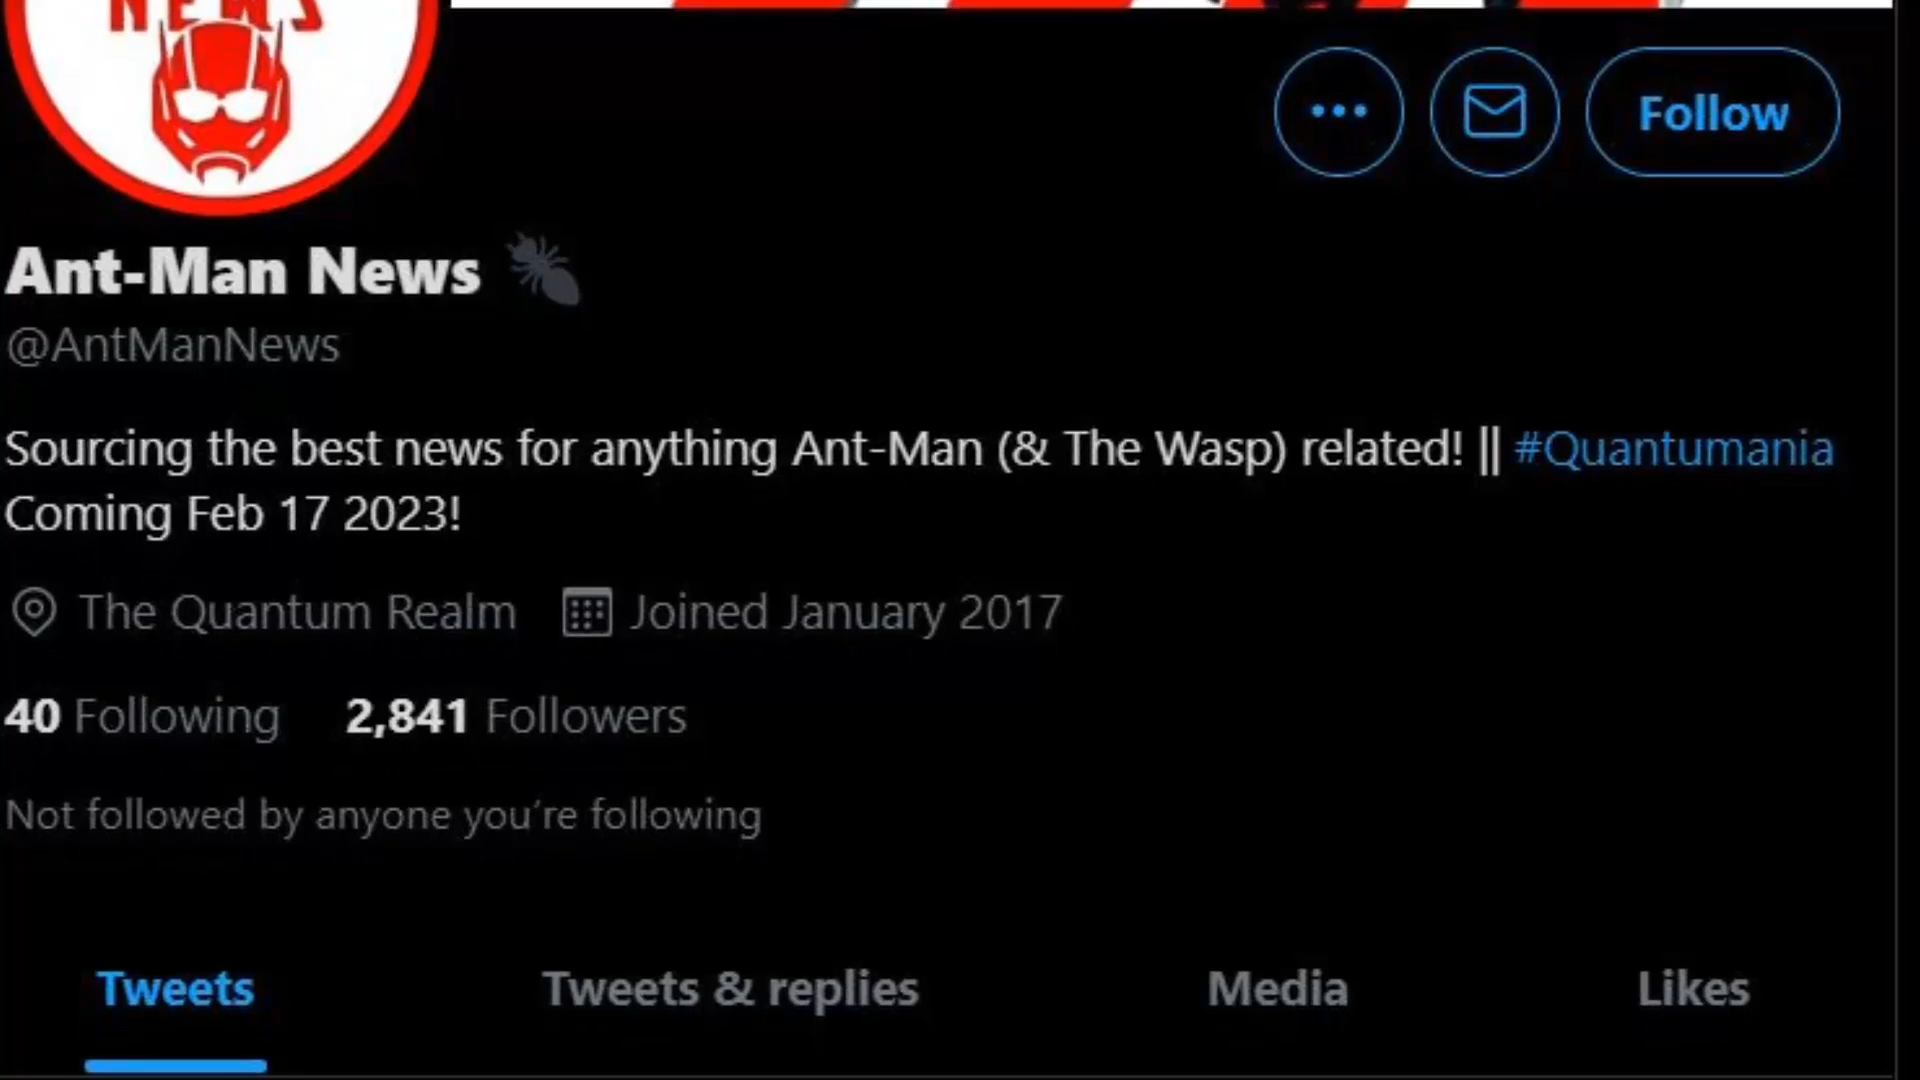 NEWS
Follow
Ant-Man News
@AntManNews
Sourcing the best news for anything Ant-Man (& The Wasp) related! || #Quantumania
Coming Feb 17 2023!
The Quantum Realm Joined January 2017
40 Following 2,841 Followers
Not followed by anyone you're following
Tweets Tweets & replies Media Likes